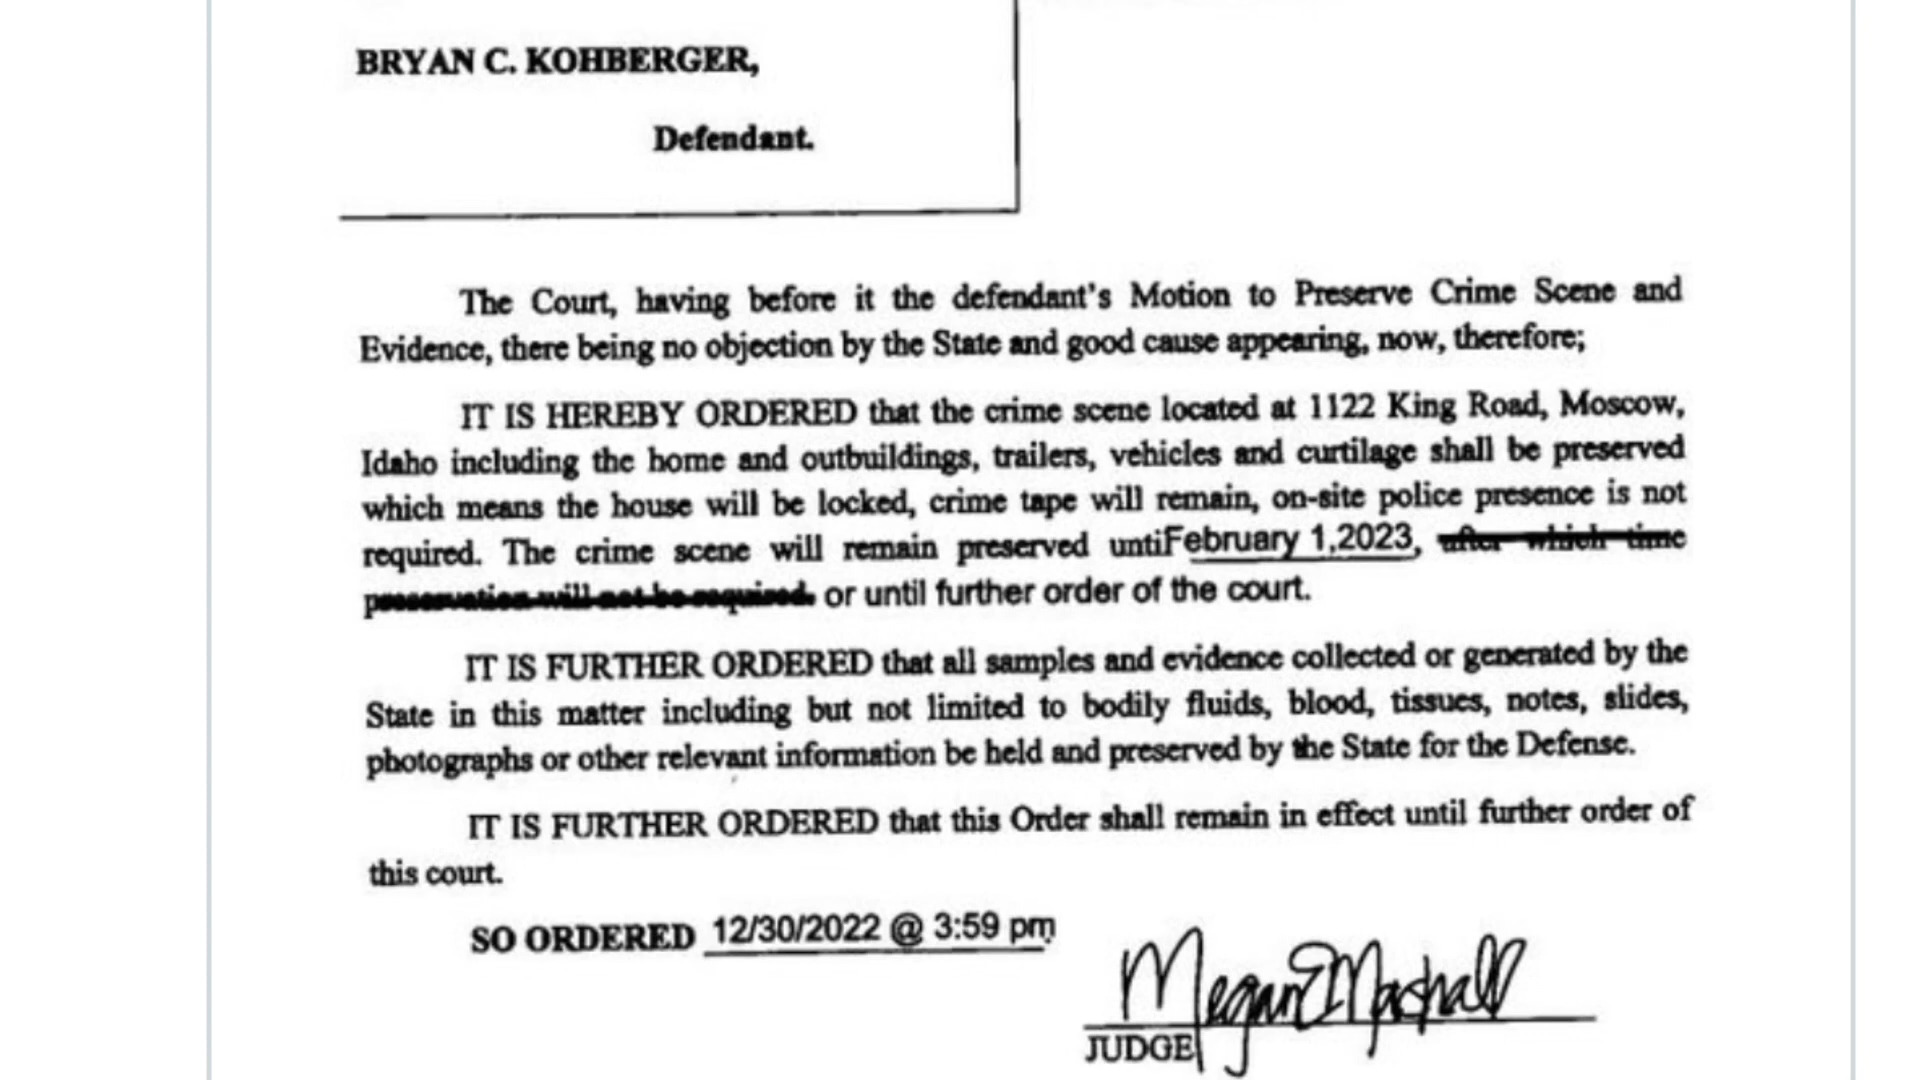 BRYAN C. KOHBERGER,
Defendant.
The Court, having before it the defendant's Motion to Preserve Crime Scene and
Evidence, there being no objection by the State and good cause appearing, now, therefore;
IT IS HEREBY ORDERED that the crime scene located at 1122 King Road, Moscow,
Idaho including the home and outbuildings, trailers, vehicles and curtilage shall be preserved
which means the house will be locked, crime tape will remain, on-site police presence is not
required. The crime scene will remain preserved untiFebruary 1,2023, after which time
preservation will not be required. or until further order of the court.
IT IS FURTHER ORDERED that all samples and evidence collected or generated by the
State in this matter including but not limited to bodily fluids, blood, tissues, notes, slides,
photographs or other relevant information be held and preserved by the State for the Defense.
IT IS FURTHER ORDERED that this Order shall remain in effect until further order of
this court.
SO ORDERED 12/30/2022 @ 3:59 pm
Megan E Marshall
JUDGE